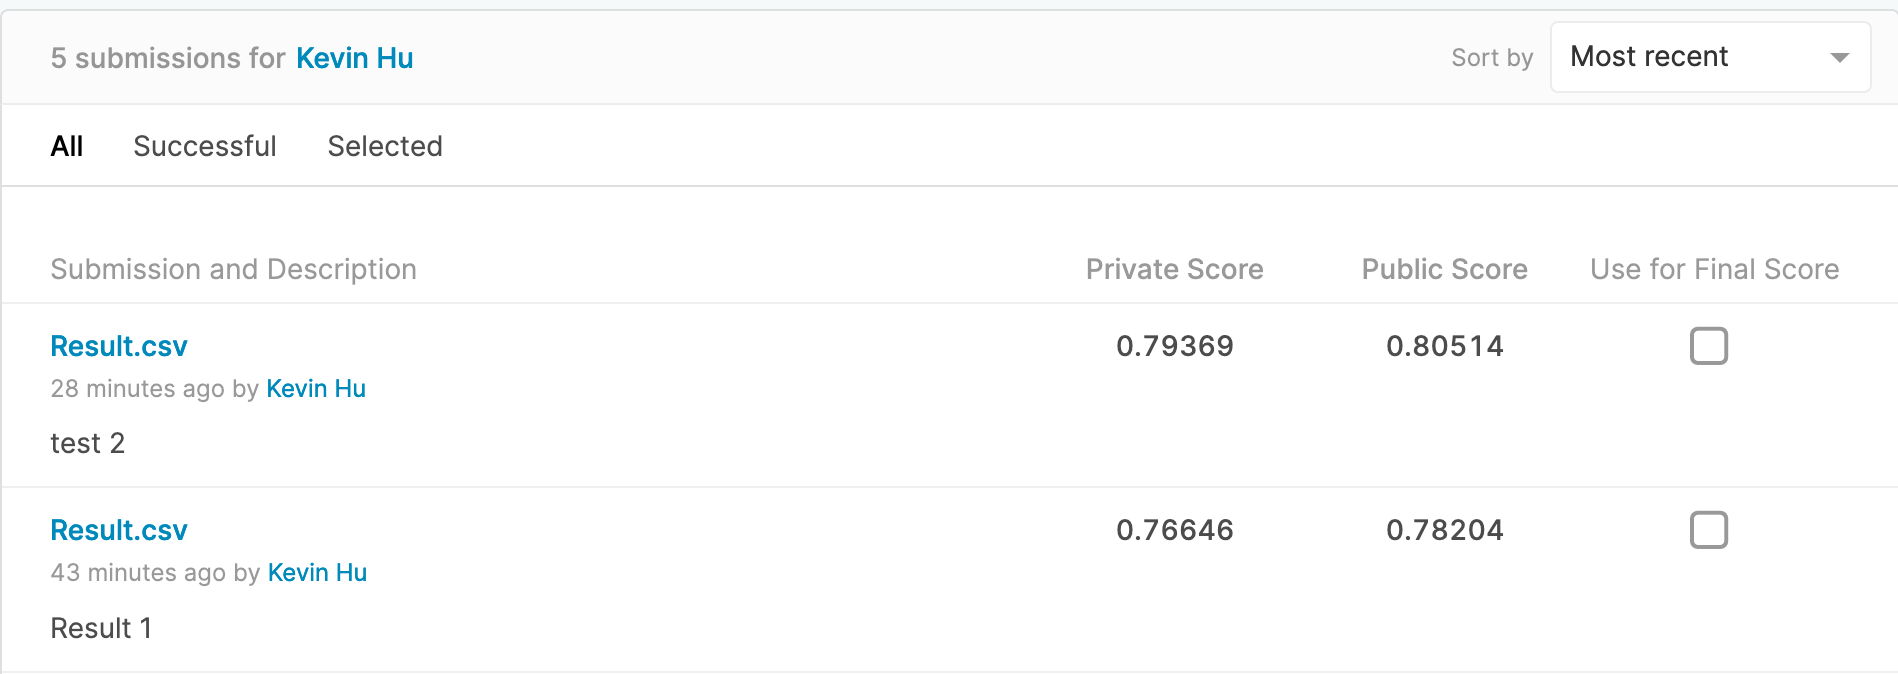 5 submissions for Kevin Hu
Sort by Most recent
All Successful Selected
Submission and Description Private Score Public Score Use for Final Score
Result.csv 0.79369 0.80514
28 minutes ago by Kevin Hu
test 2
Result.csv 0.76646 0.78204
43 minutes ago by Kevin Hu
Result 1